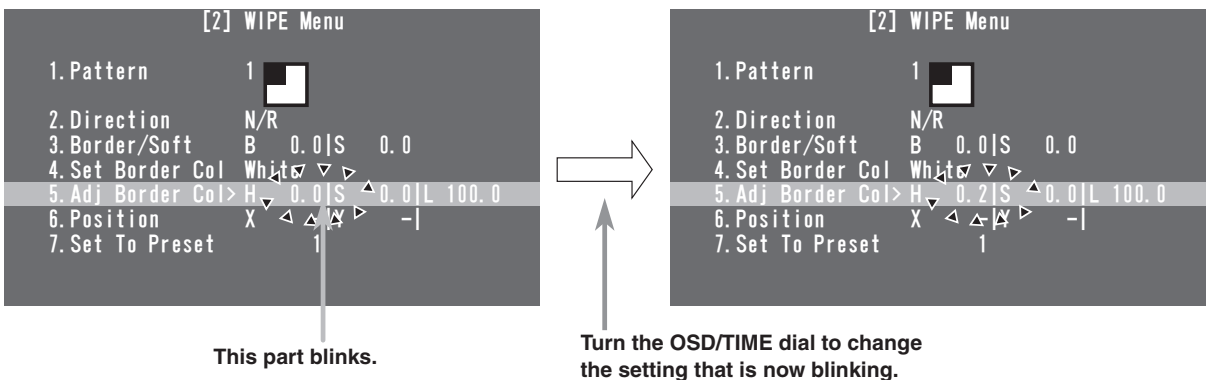 [2] WIPE Menu
1. Pattern 1
2. Direction N/R
3. Border/Soft B 0.0|S 0.0
4. Set Border Col White
5. Adj Border Col> H 0.0|S 0.0|L 100.0
6. Position X -|Y -|
7. Set To Preset 1
This part blinks.
[2] WIPE Menu
1. Pattern 1
2. Direction N/R
3. Border/Soft B 0.0|S 0.0
4. Set Border Col White
5. Adj Border Col> H 0.2|S 0.0|L 100.0
6. Position X -|Y -|
7. Set To Preset 1
Turn the OSD/TIME dial to change
the setting that is now blinking.